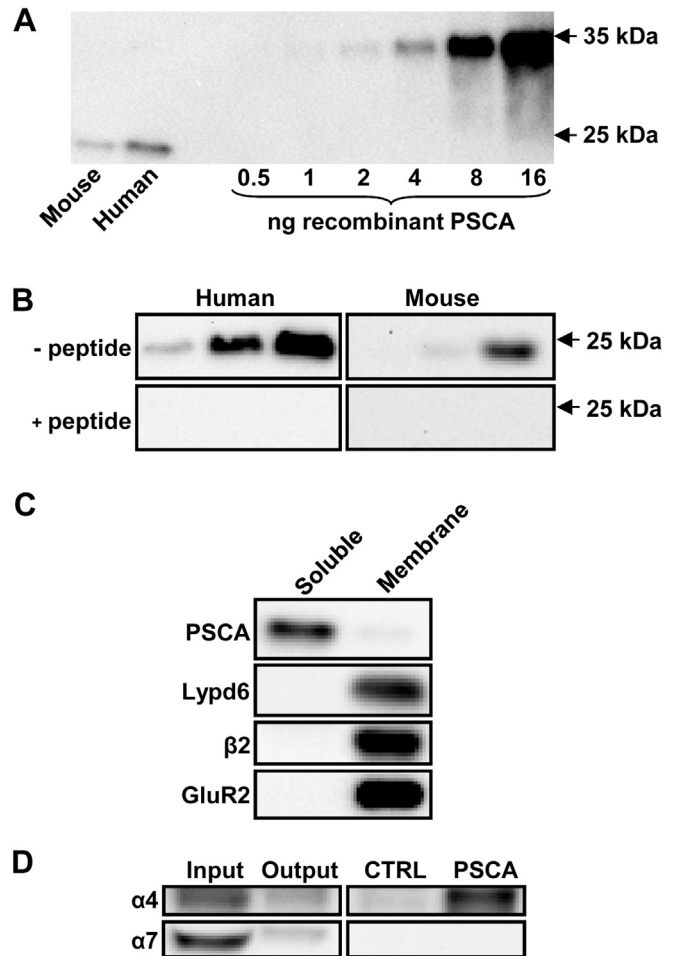 A
35 kDa
25 kDa
Mouse
Human
0.5 1 2 4 8 16
ng recombinant PSCA
B
Human Mouse
- peptide
25 kDa
+ peptide
25 kDa
C
Soluble
Membrane
PSCA
Lypd6
β2
GluR2
D
Input Output CTRL PSCA
α4
α7